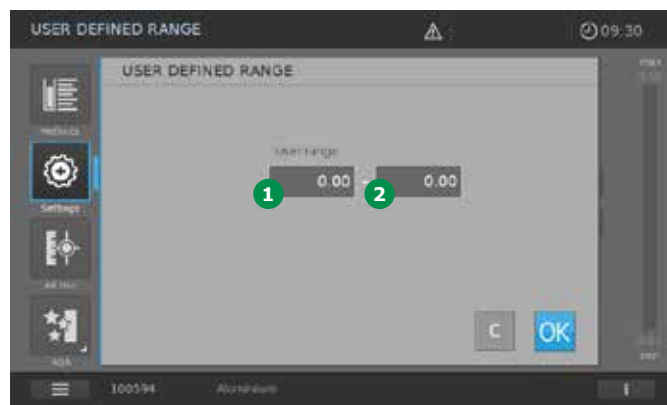 USER DEFINED RANGE
09:30
USER DEFINED RANGE
max
Methods
User range
1 0.00 - 2 0.00
Settings
C OK
100594 Aluminium